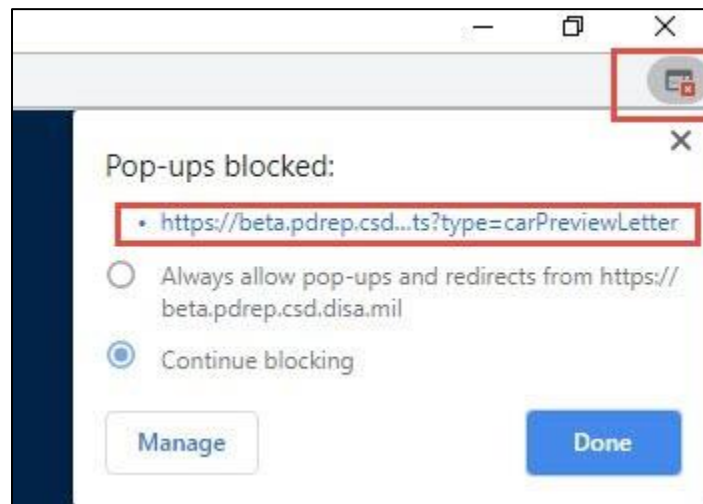 Pop-ups blocked:
• https://beta.pdrep.csd...ts?type=carPreviewLetter
Always allow pop-ups and redirects from https://
beta.pdrep.csd.disa.mil
Continue blocking
Manage
Done